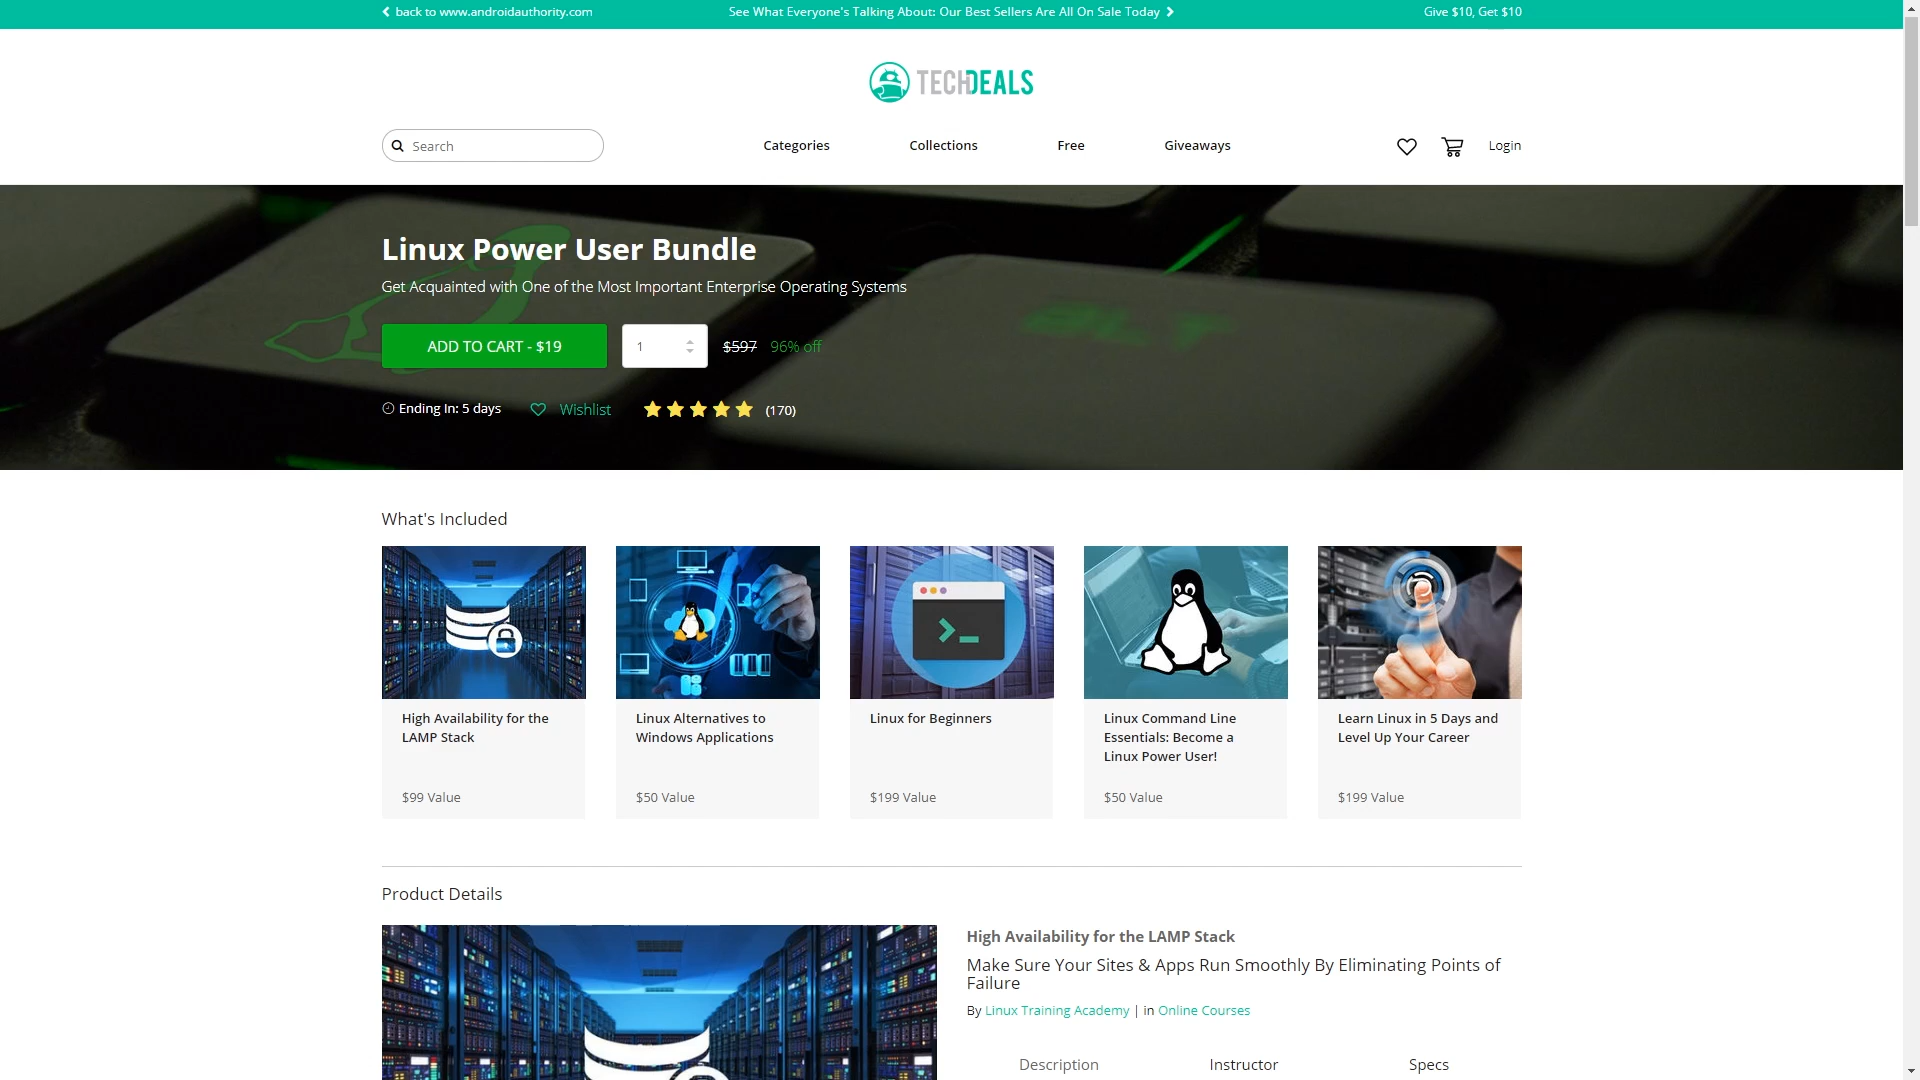 back to www.androidauthority.com
See What Everyone's Talking About: Our Best Sellers Are All On Sale Today
Give $10, Get $10
TECHDEALS
Search
Categories
Collections
Free
Giveaways
Login
Linux Power User Bundle
Get Acquainted with One of the Most Important Enterprise Operating Systems
ADD TO CART - $19
1
$597
96% off
Ending In: 5 days
Wishlist
(170)
ALT
What's Included
High Availability for the
LAMP Stack
$99 Value
Linux Alternatives to
Windows Applications
$50 Value
Linux for Beginners
$199 Value
Linux Command Line
Essentials: Become a
Linux Power User!
$50 Value
Learn Linux in 5 Days and
Level Up Your Career
$199 Value
Product Details
High Availability for the LAMP Stack
Make Sure Your Sites & Apps Run Smoothly By Eliminating Points of
Failure
By Linux Training Academy | in Online Courses
Description
Instructor
Specs